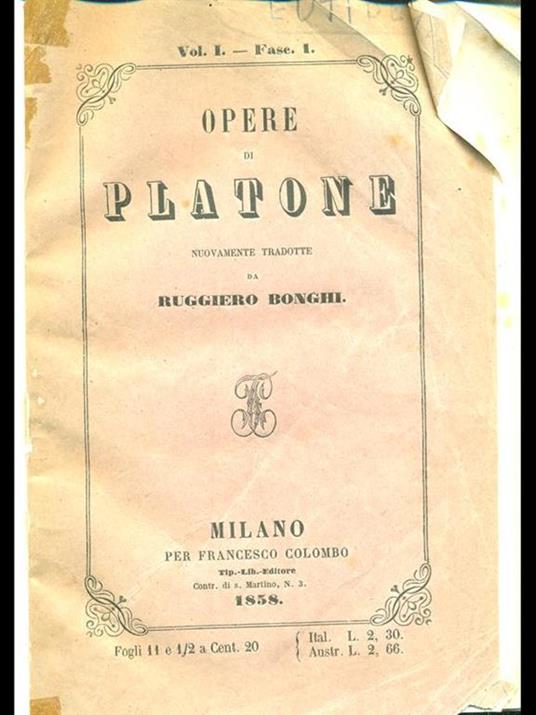 Vol. I. — Fasc. 1.
OPERE
DI
PLATONE
NUOVAMENTE TRADOTTE
DA
RUGGIERO BONGHI.
MILANO
PER FRANCESCO COLOMBO
Tip.-Lib.-Editore
Contr. di s. Martino, N. 3.
1858.
Fogli 11 e 1/2 a Cent. 20 { Ital. L. 2, 30.
Austr. L. 2, 66.